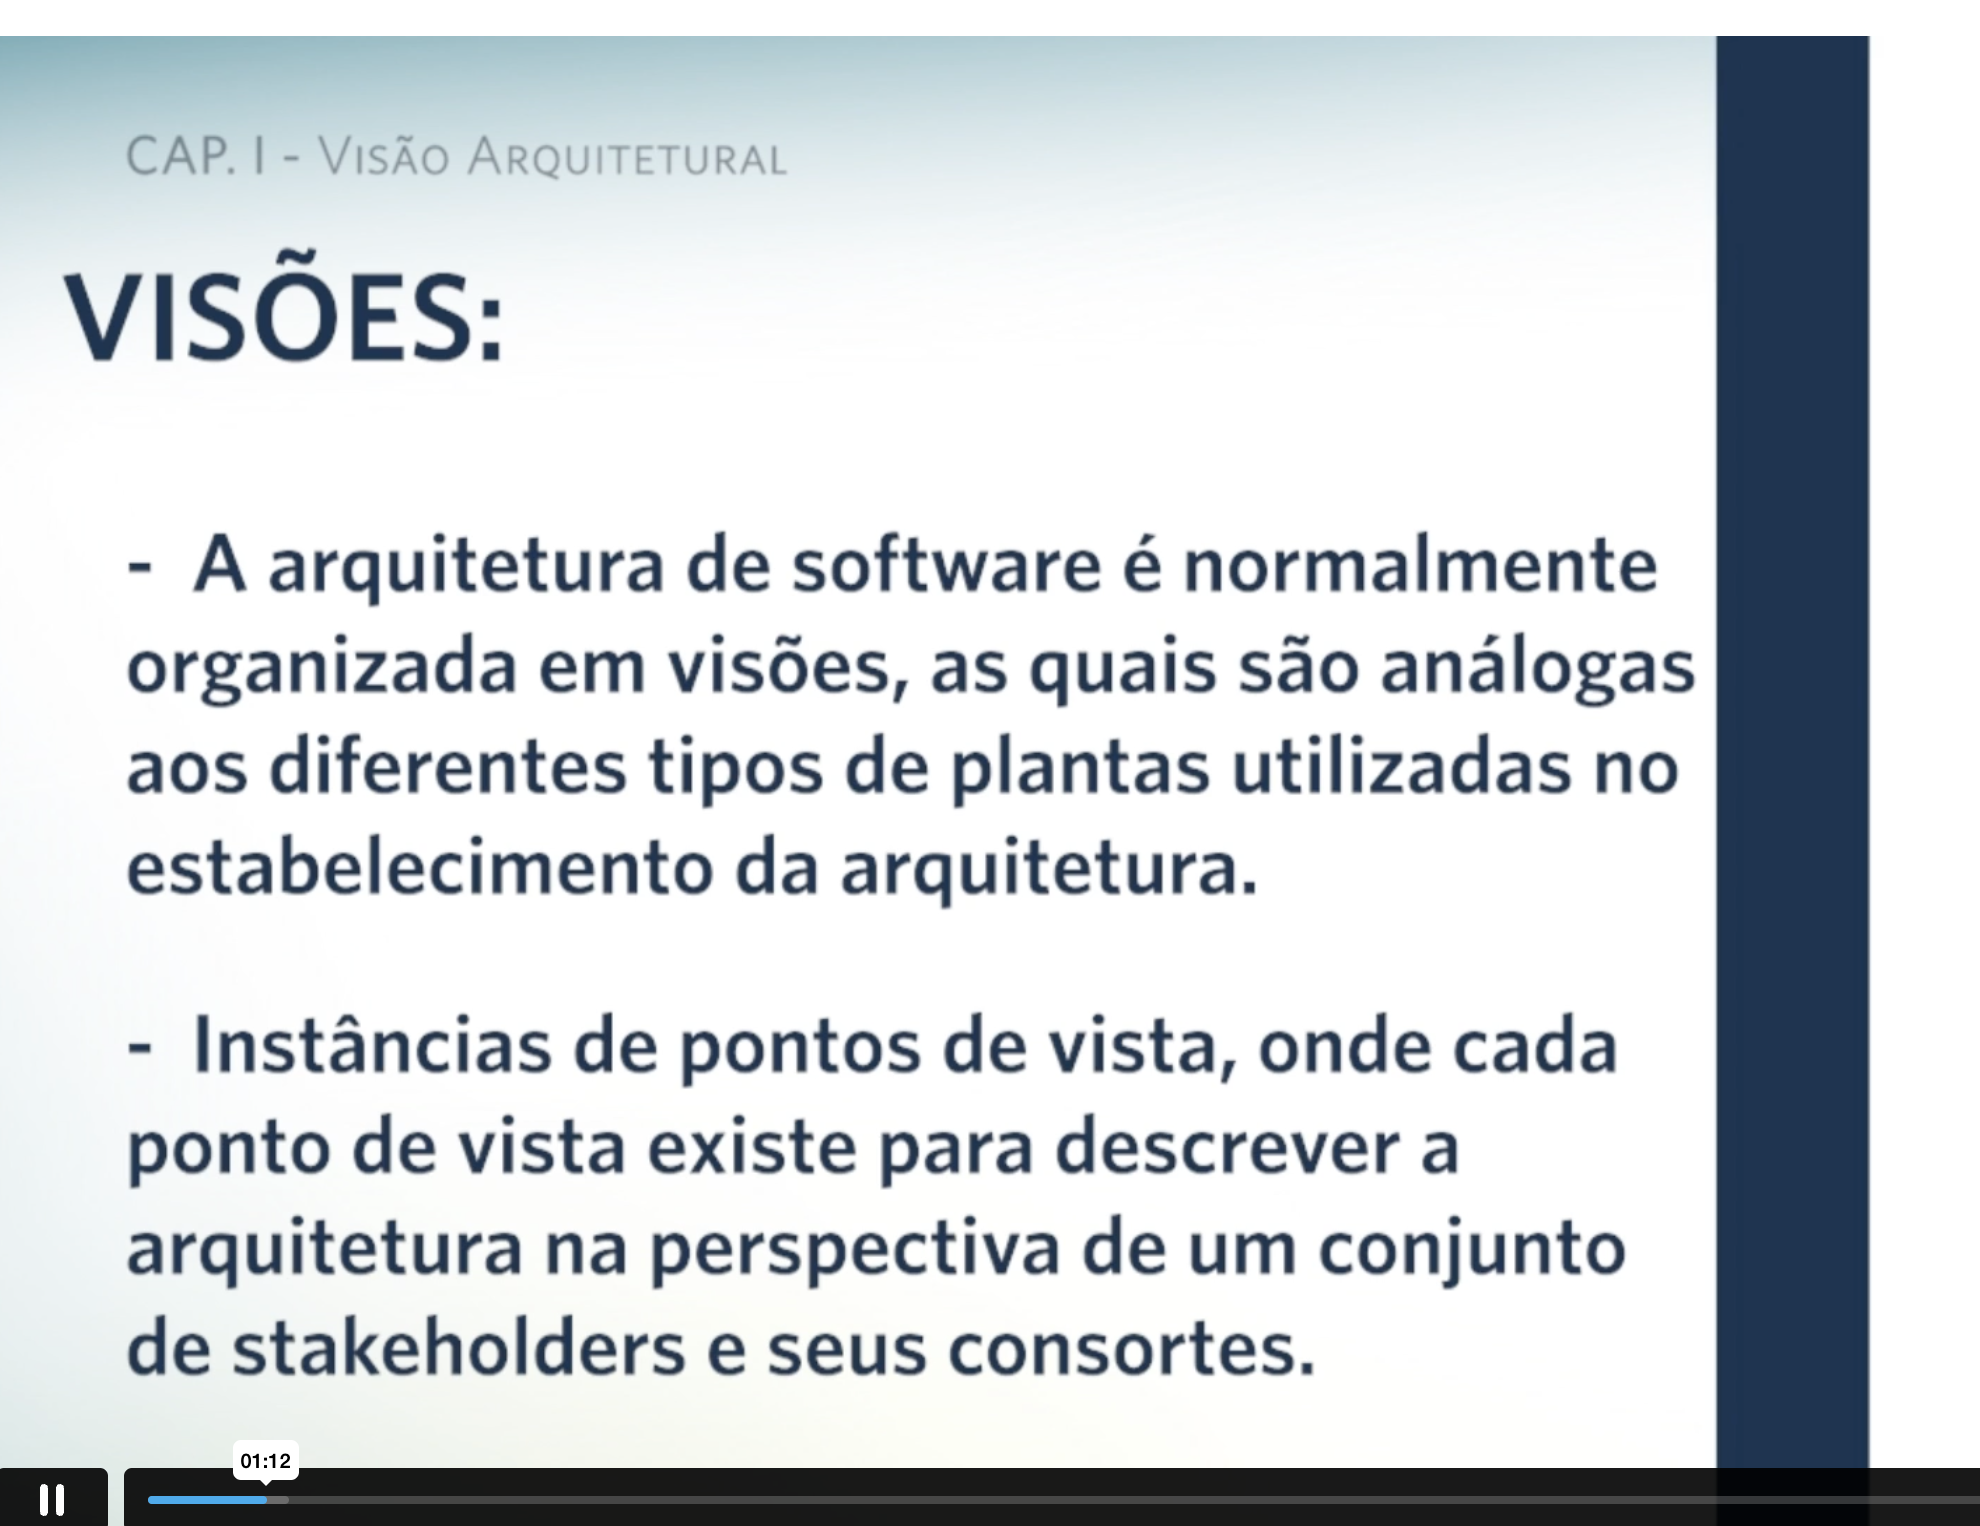 CAP. I - VISÃO ARQUITETURAL
VISÕES:
- A arquitetura de software é normalmente
organizada em visões, as quais são análogas
aos diferentes tipos de plantas utilizadas no
estabelecimento da arquitetura.
- Instâncias de pontos de vista, onde cada
ponto de vista existe para descrever a
arquitetura na perspectiva de um conjunto
de stakeholders e seus consortes.
01:12